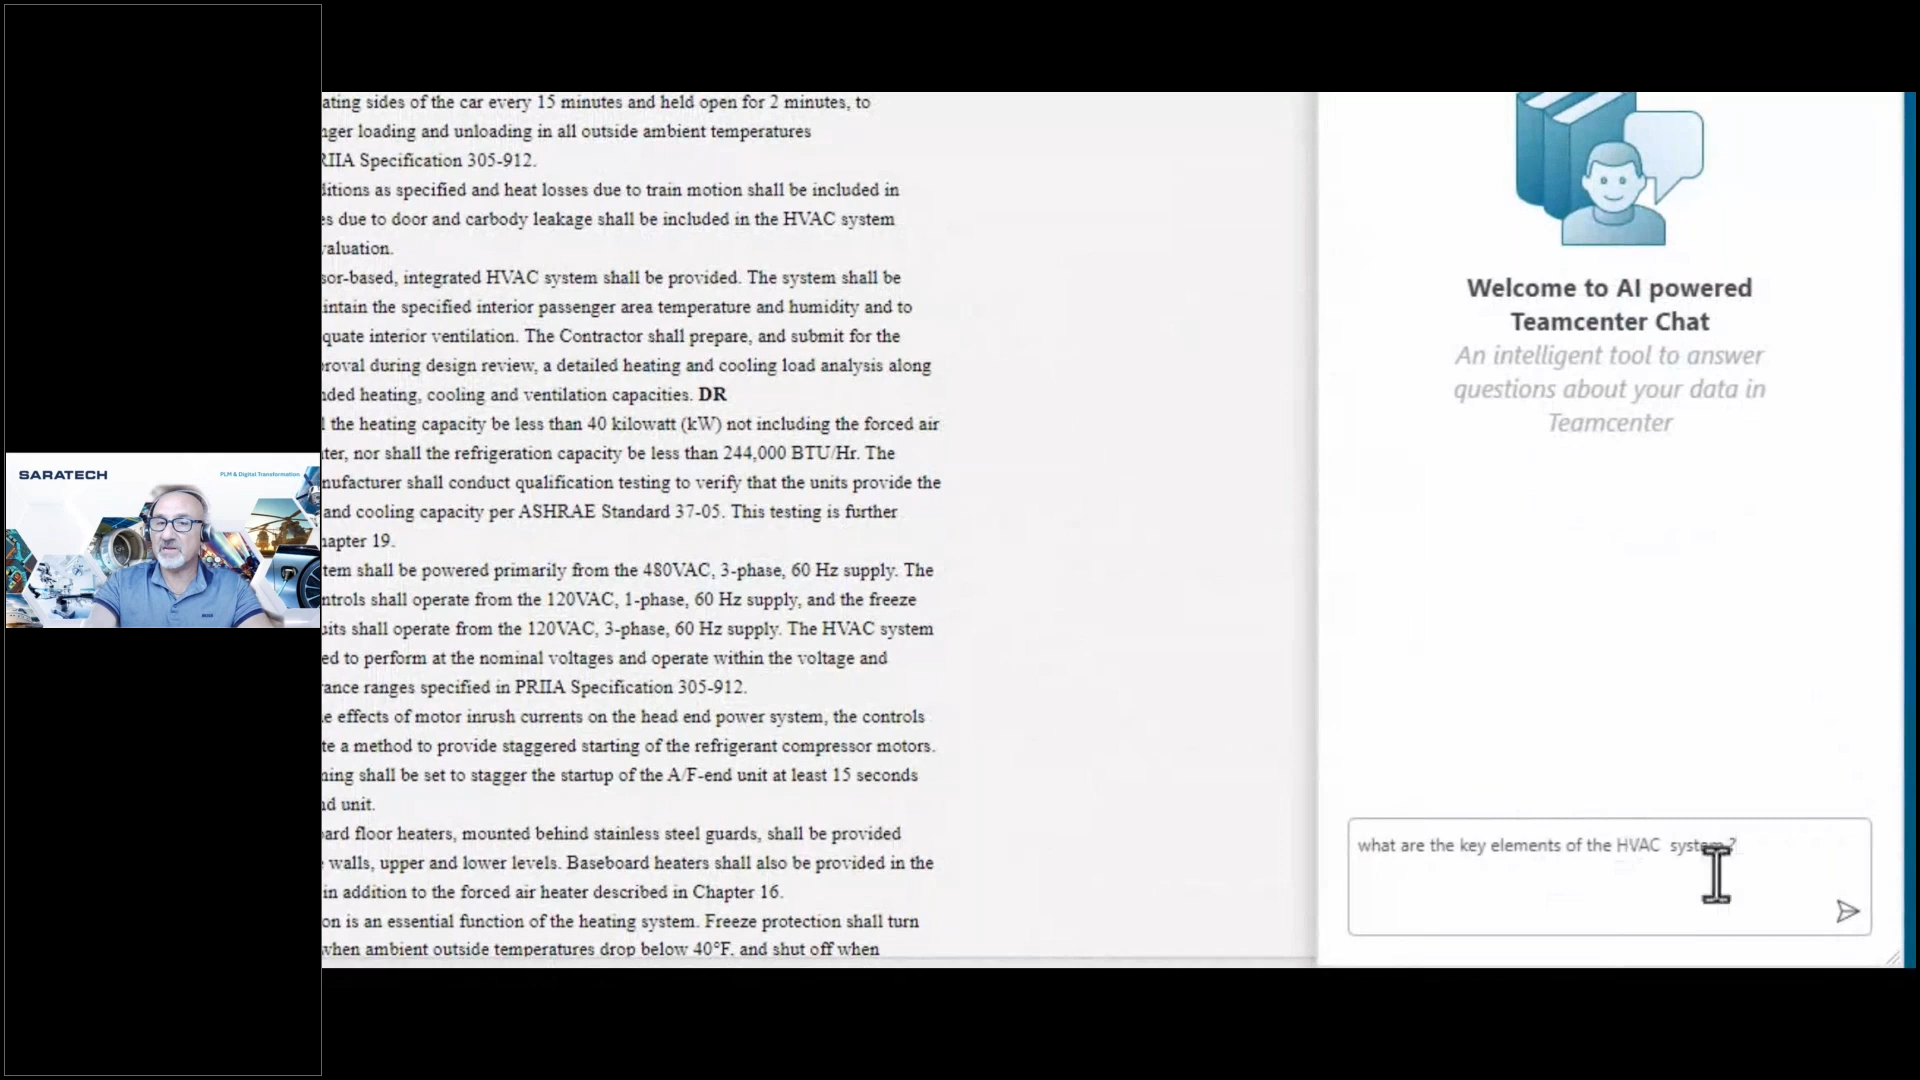 SARATECH
PLM & Digital Transformation
ating sides of the car every 15 minutes and held open for 2 minutes, to
nger loading and unloading in all outside ambient temperatures
RIIA Specification 305-912.
ditions as specified and heat losses due to train motion shall be included in
es due to door and carbody leakage shall be included in the HVAC system
valuation.
sor-based, integrated HVAC system shall be provided. The system shall be
intain the specified interior passenger area temperature and humidity and to
quate interior ventilation. The Contractor shall prepare, and submit for the
roval during design review, a detailed heating and cooling load analysis along
nded heating, cooling and ventilation capacities. DR
l the heating capacity be less than 40 kilowatt (kW) not including the forced air
ater, nor shall the refrigeration capacity be less than 244,000 BTU/Hr. The
nufacturer shall conduct qualification testing to verify that the units provide the
and cooling capacity per ASHRAE Standard 37-05. This testing is further
hapter 19.
tem shall be powered primarily from the 480VAC, 3-phase, 60 Hz supply. The
ntrols shall operate from the 120VAC, 1-phase, 60 Hz supply, and the freeze
uits shall operate from the 120VAC, 3-phase, 60 Hz supply. The HVAC system
ed to perform at the nominal voltages and operate within the voltage and
rance ranges specified in PRIIA Specification 305-912.
e effects of motor inrush currents on the head end power system, the controls
te a method to provide staggered starting of the refrigerant compressor motors.
ning shall be set to stagger the startup of the A/F-end unit at least 15 seconds
nd unit.
ard floor heaters, mounted behind stainless steel guards, shall be provided
walls, upper and lower levels. Baseboard heaters shall also be provided in the
in addition to the forced air heater described in Chapter 16.
on is an essential function of the heating system. Freeze protection shall turn
when ambient outside temperatures drop below 40°F, and shut off when
Welcome to AI powered
Teamcenter Chat
An intelligent tool to answer
questions about your data in
Teamcenter
what are the key elements of the HVAC system ?